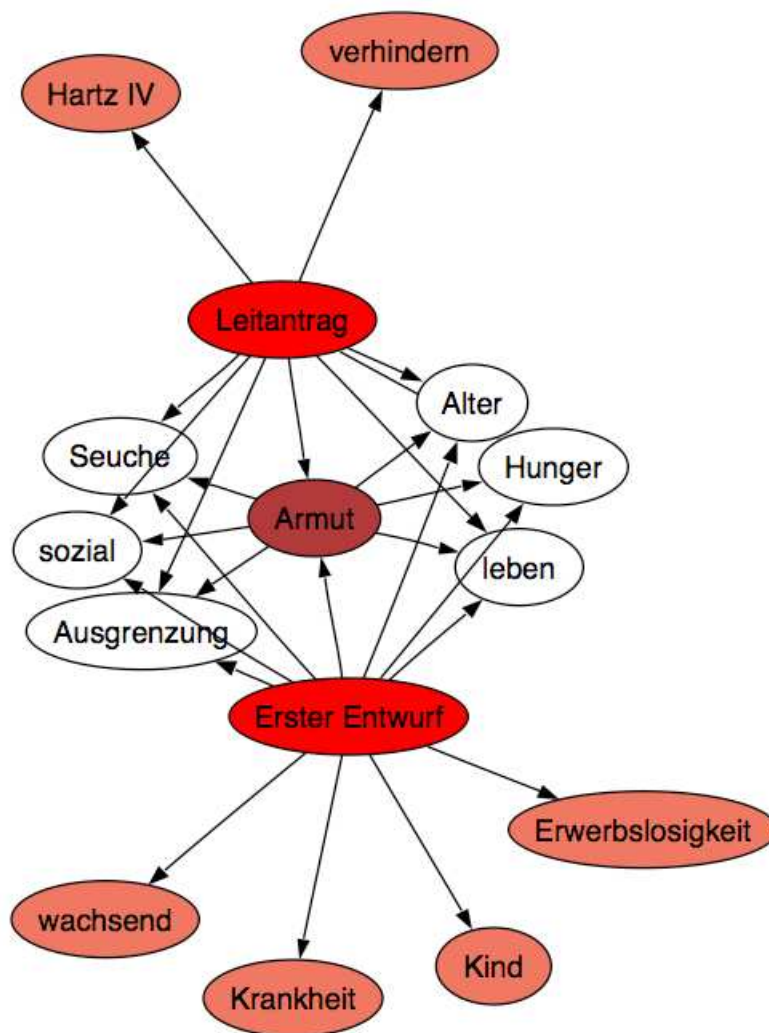 verhindern
Hartz IV
Leitantrag
Alter
Seuche
Hunger
Armut
sozial
leben
Ausgrenzung
Erster Entwurf
Erwerbslosigkeit
wachsend
Kind
Krankheit